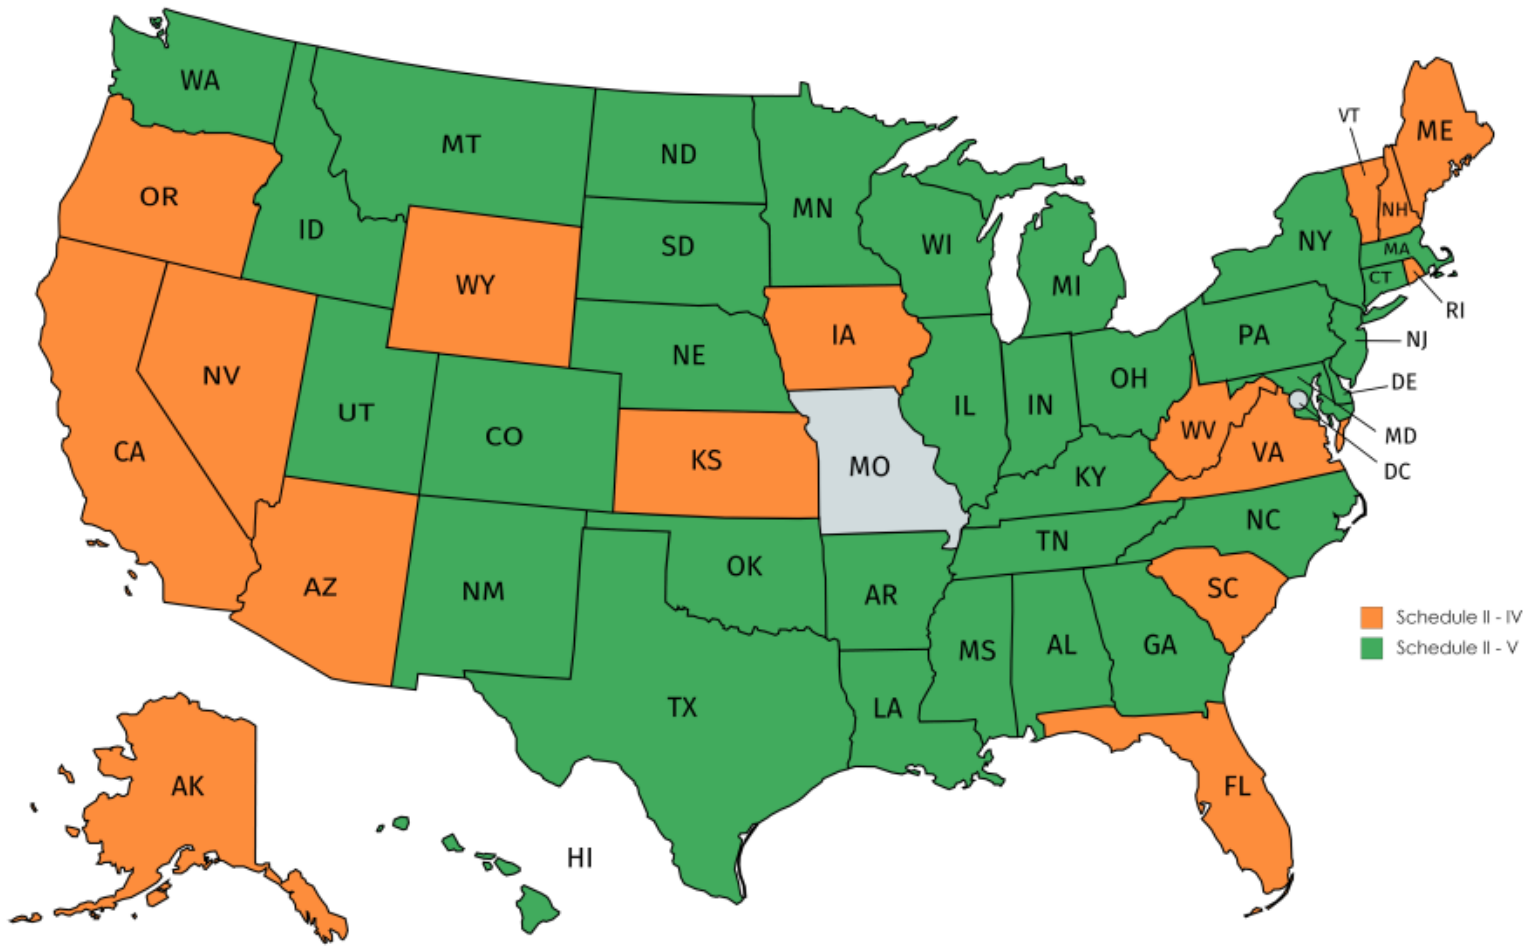 WA
MT
ND
MN
VT
ME
OR
ID
SD
WI
MI
NY
NH
MA
CT
RI
WY
IA
NE
PA
NJ
NV
UT
CO
IL
IN
OH
DE
CA
KS
MO
WV
VA
MD
DC
KY
AZ
NM
OK
AR
TN
NC
SC
MS
AL
GA
Schedule II - IV
Schedule II - V
TX
LA
AK
HI
FL